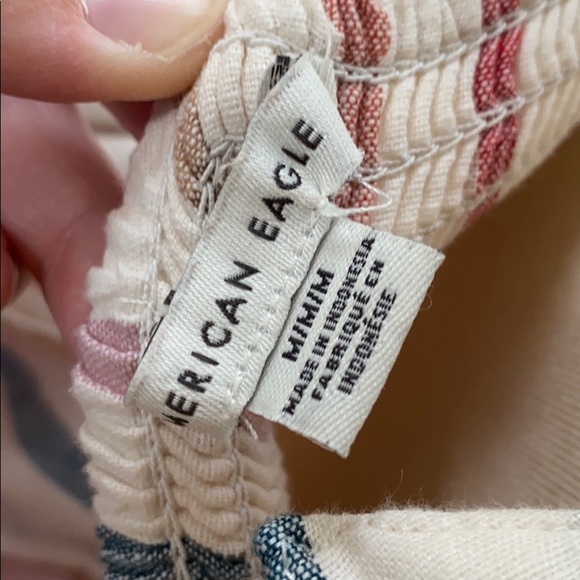 MERICAN EAGLE
M/M/M
MADE IN INDONESIA
FABRIQUÉ EN
INDONÉSIE